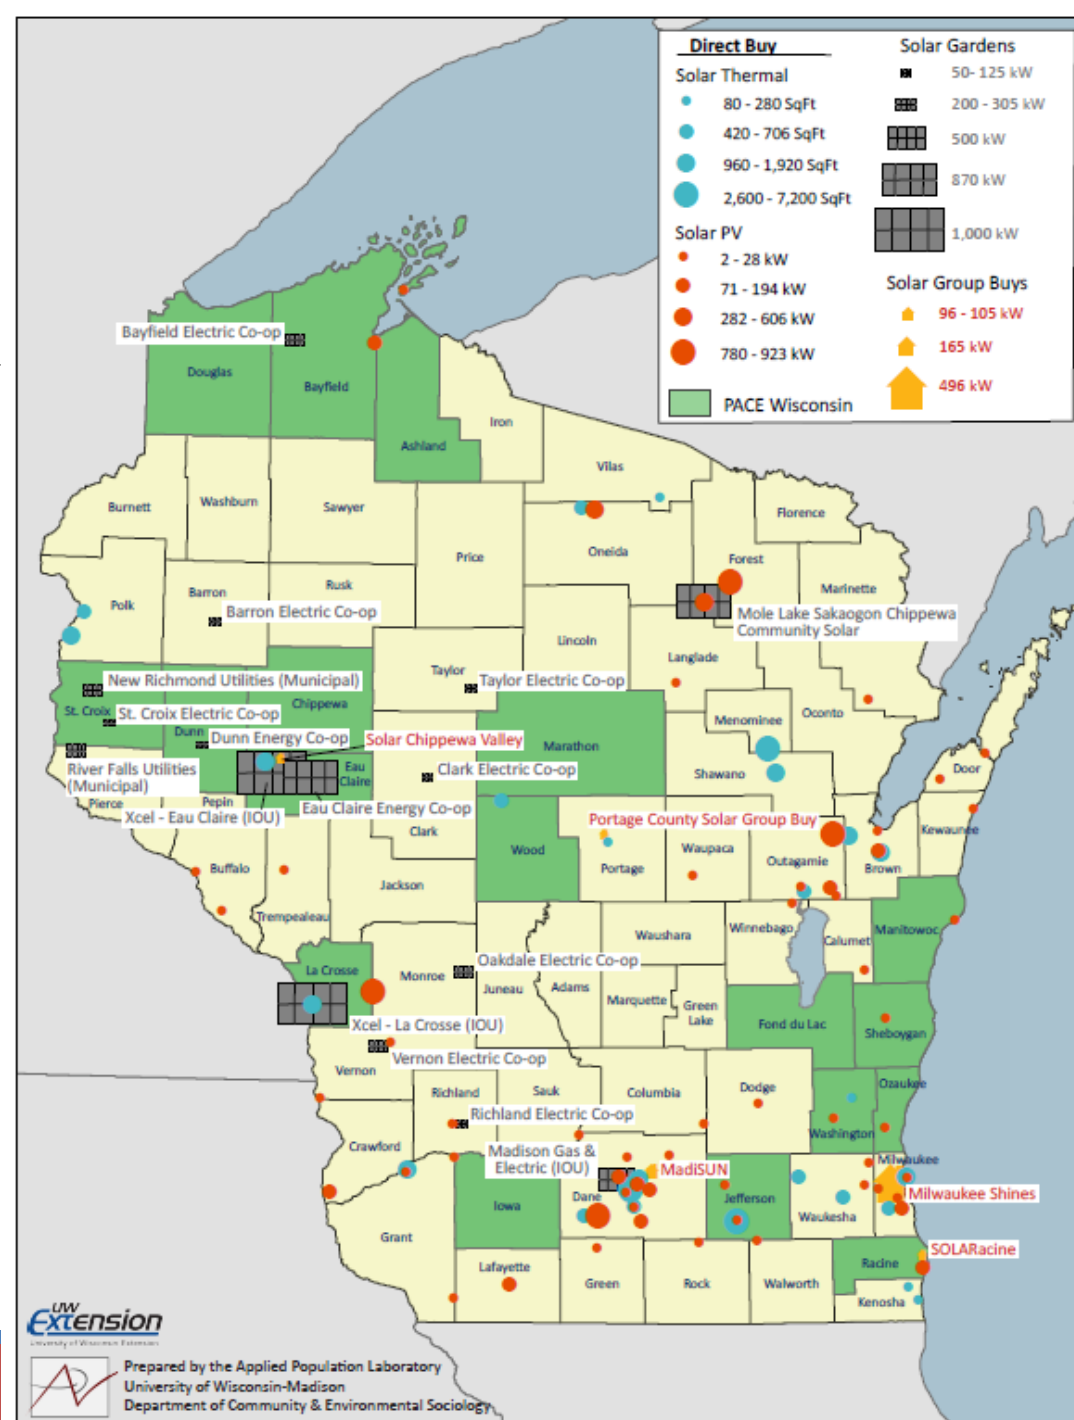 Direct Buy
Solar Thermal
80 - 280 SqFt
420 - 706 SqFt
960 - 1,920 SqFt
2,600 - 7,200 SqFt
Solar PV
2 - 28 kW
71 - 194 kW
282 - 606 kW
780 - 923 kW
PACE Wisconsin
Solar Gardens
50- 125 kW
200 - 305 kW
500 kW
870 kW
1,000 kW
Solar Group Buys
96 - 105 kW
165 kW
496 kW
Bayfield Electric Co-op
Douglas
Bayfield
Ashland
Iron
Vilas
Burnett
Washburn
Sawyer
Florence
Price
Oneida
Forest
Polk
Barron
Rusk
Marinette
Barron Electric Co-op
Mole Lake Sakaogon Chippewa
Community Solar
Lincoln
Langlade
Taylor
Taylor Electric Co-op
New Richmond Utilities (Municipal)
Chippewa
St. Croix
St. Croix Electric Co-op
Oconto
Menominee
Dunn
Dunn Energy Co-op
Solar Chippewa Valley
Marathon
Shawano
River Falls Utilities
(Municipal)
Eau
Claire
Clark Electric Co-op
Door
Pierce
Pepin
Eau Claire Energy Co-op
Xcel - Eau Claire (IOU)
Portage County Solar Group Buy
Clark
Kewaunee
Wood
Waupaca
Outagamie
Brown
Buffalo
Portage
Jackson
Trempealeau
Waushara
Winnebago
Calumet
Manitowoc
La Crosse
Monroe
Oakdale Electric Co-op
Juneau
Adams
Marquette
Green
Lake
Xcel - La Crosse (IOU)
Fond du Lac
Sheboygan
Vernon Electric Co-op
Vernon
Richland
Sauk
Columbia
Dodge
Ozaukee
Richland Electric Co-op
Washington
Crawford
Madison Gas &
Electric (IOU)
MadiSUN
Milwaukee
Dane
Jefferson
Milwaukee Shines
Iowa
Waukesha
Grant
SOLARacine
Lafayette
Green
Rock
Walworth
Racine
Kenosha
UW
Extension
University of Wisconsin-Extension
Prepared by the Applied Population Laboratory
University of Wisconsin-Madison
Department of Community & Environmental Sociology